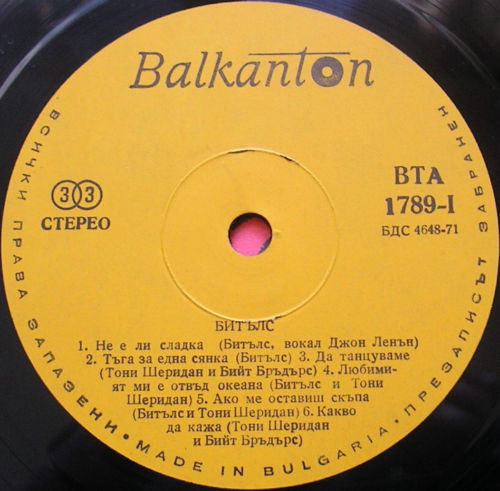 Balkanton
33
СТЕРЕО
ВТА
1789-I
БДС 4648-71
БИТЪЛС
1. Не е ли сладка (Битълс, вокал Джон Ленън)
2. Тъга за една сянка (Битълс) 3. Да танцуваме
(Тони Шеридан и Бийт Брѫдърс) 4. Любими-
ят ми е отвъд океана (Битълс и Тони
Шеридан) 5. Ако ме оставиш скъпа
(Битълс и Тони Шеридан) 6. Какво
да кажа (Тони Шеридан
и Бийт Брѫдърс)
ВСИЧКИ ПРАВА ЗАПАЗЕНИ • MADE IN BULGARIA • ПРЕЗАПИСЪТ ЗАБРАНЕН